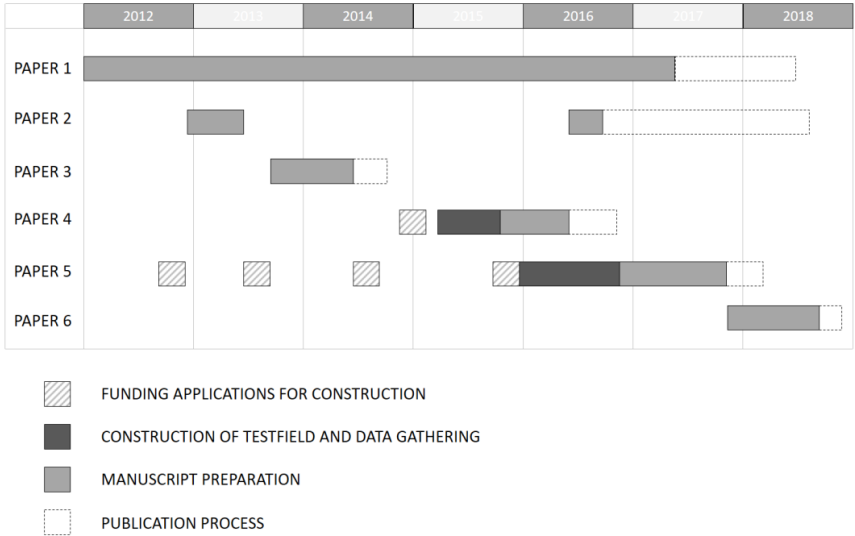 2012 2013 2014 2015 2016 2017 2018
PAPER 1
PAPER 2
PAPER 3
PAPER 4
PAPER 5
PAPER 6
FUNDING APPLICATIONS FOR CONSTRUCTION
CONSTRUCTION OF TESTFIELD AND DATA GATHERING
MANUSCRIPT PREPARATION
PUBLICATION PROCESS